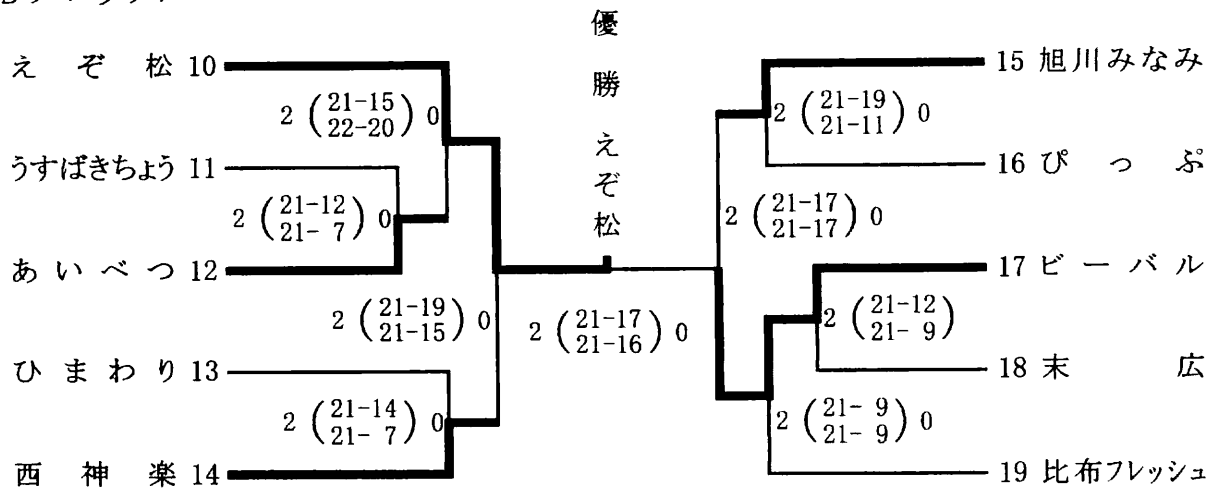 優勝 えぞ松
えぞ松 10
2 (21-15 22-20) 0
うすばきちょう 11
2 (21-12 21- 7) 0
あいべつ 12
2 (21-19 21-15) 0
ひまわり 13
2 (21-14 21- 7) 0
西神楽 14
2 (21-17 21-16) 0
15 旭川みなみ
2 (21-19 21-11) 0
16 ぴっぷ
2 (21-17 21-17) 0
17 ビーバル
2 (21-12 21- 9)
18 末広
2 (21- 9 21- 9) 0
19 比布フレッシュ